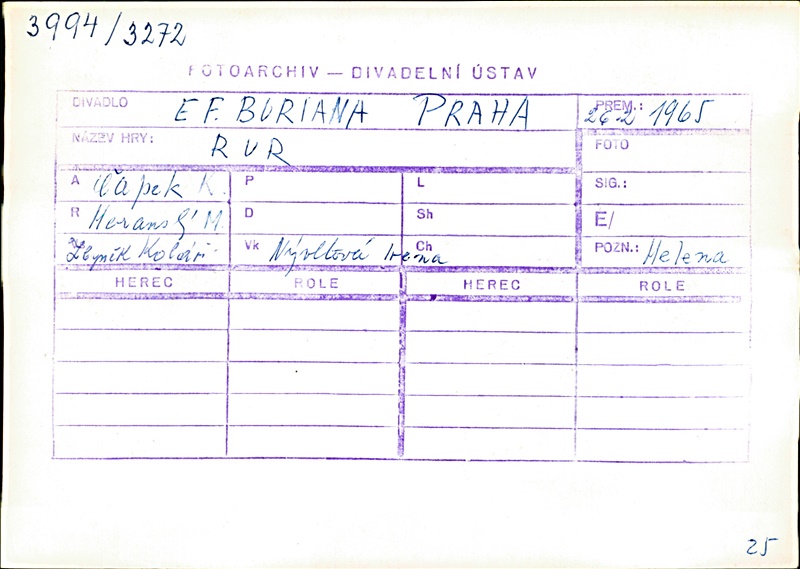 3994/3272
FOTOARCHIV — DIVADELNÍ ÚSTAV
DIVADLO E F. BURIANA PRAHA
PREM.: 26.2 1965
NÁZEV HRY: R U R
FOTO
A Čapek K.
P
L
SIG.:
R Horanský M.
D
Sh
E/
Zbyněk Kolář
Vk Nývltová Irena
Ch
POZN.: Helena
HEREC ROLE HEREC ROLE
25